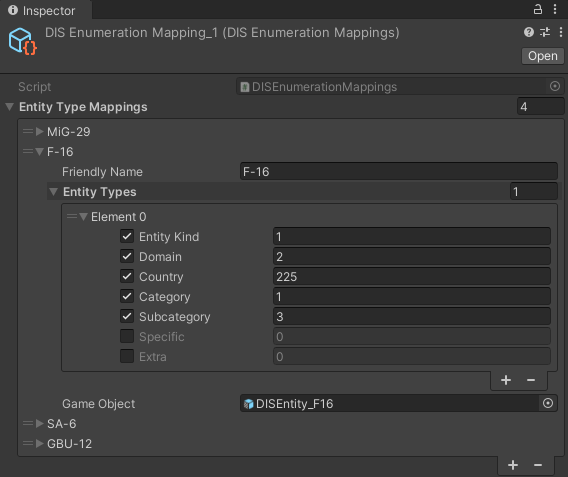 Inspector
DIS Enumeration Mapping_1 (DIS Enumeration Mappings)
Open
Script DISEnumerationMappings
Entity Type Mappings 4
MiG-29
F-16
Friendly Name F-16
Entity Types 1
Element 0
Entity Kind 1
Domain 2
Country 225
Category 1
Subcategory 3
Specific 0
Extra 0
Game Object DISEntity_F16
SA-6
GBU-12